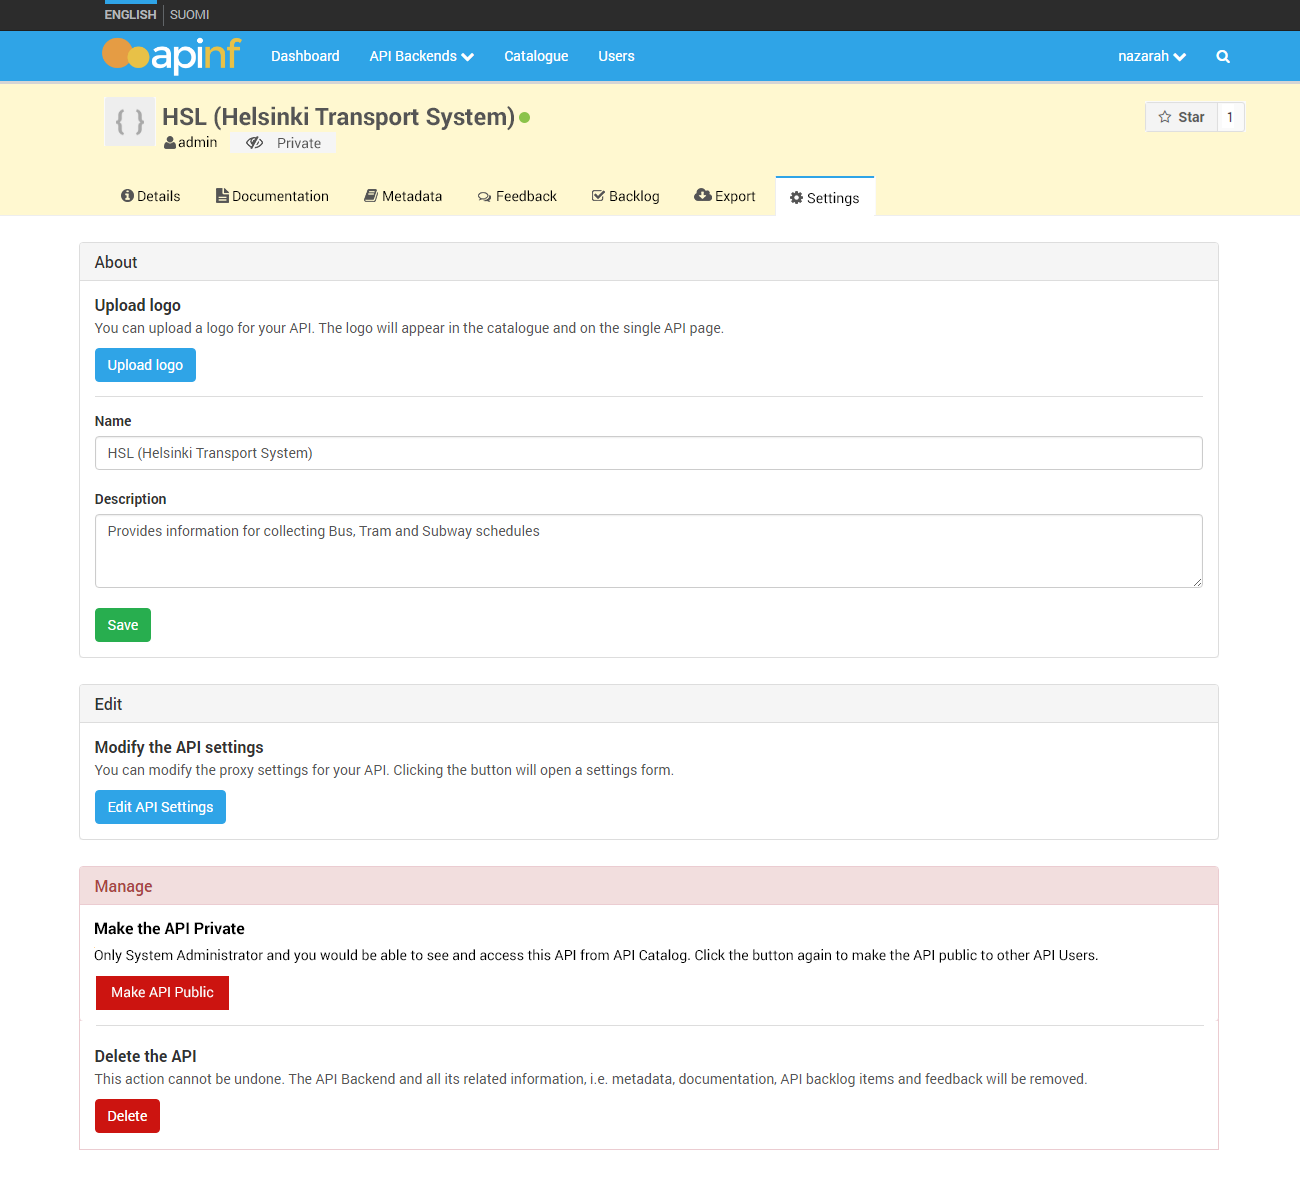 ENGLISH SUOMI
apinf Dashboard API Backends Catalogue Users nazarah
{ } HSL (Helsinki Transport System) Star 1
admin Private
Details Documentation Metadata Feedback Backlog Export Settings
About
Upload logo
You can upload a logo for your API. The logo will appear in the catalogue and on the single API page.
Upload logo
Name
HSL (Helsinki Transport System)
Description
Provides information for collecting Bus, Tram and Subway schedules
Save
Edit
Modify the API settings
You can modify the proxy settings for your API. Clicking the button will open a settings form.
Edit API Settings
Manage
Make the API Private
Only System Administrator and you would be able to see and access this API from API Catalog. Click the button again to make the API public to other API Users.
Make API Public
Delete the API
This action cannot be undone. The API Backend and all its related information, i.e. metadata, documentation, API backlog items and feedback will be removed.
Delete